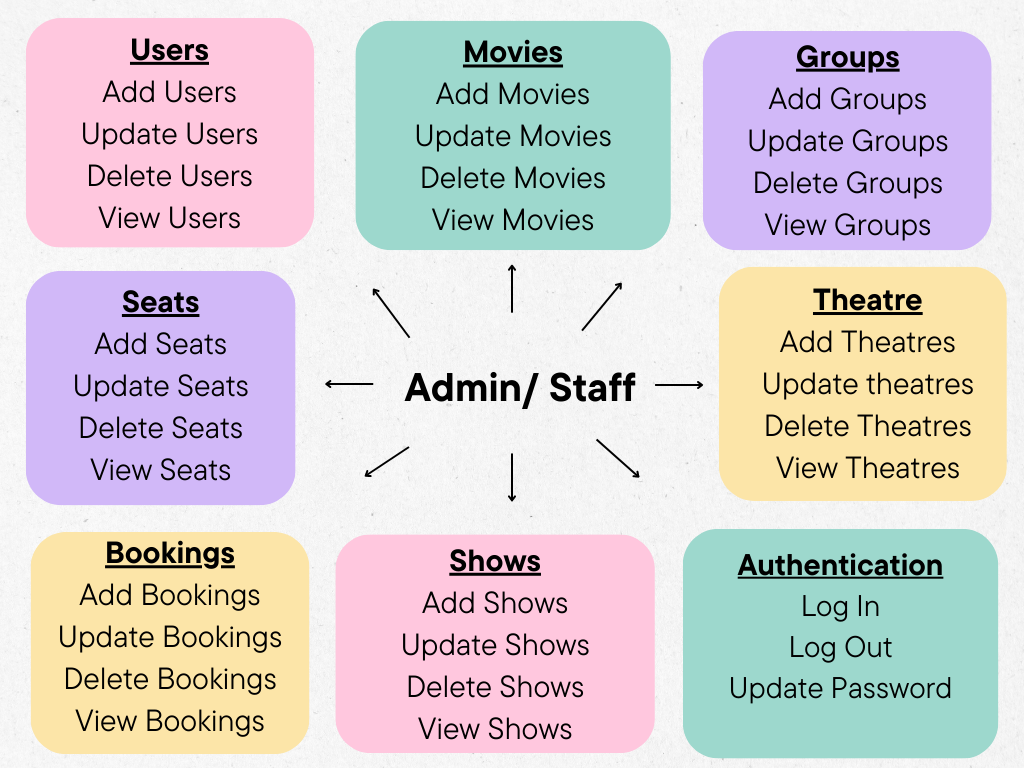 Users
Add Users
Update Users
Delete Users
View Users
Movies
Add Movies
Update Movies
Delete Movies
View Movies
Groups
Add Groups
Update Groups
Delete Groups
View Groups
Seats
Add Seats
Update Seats
Delete Seats
View Seats
Admin/ Staff
Theatre
Add Theatres
Update theatres
Delete Theatres
View Theatres
Bookings
Add Bookings
Update Bookings
Delete Bookings
View Bookings
Shows
Add Shows
Update Shows
Delete Shows
View Shows
Authentication
Log In
Log Out
Update Password